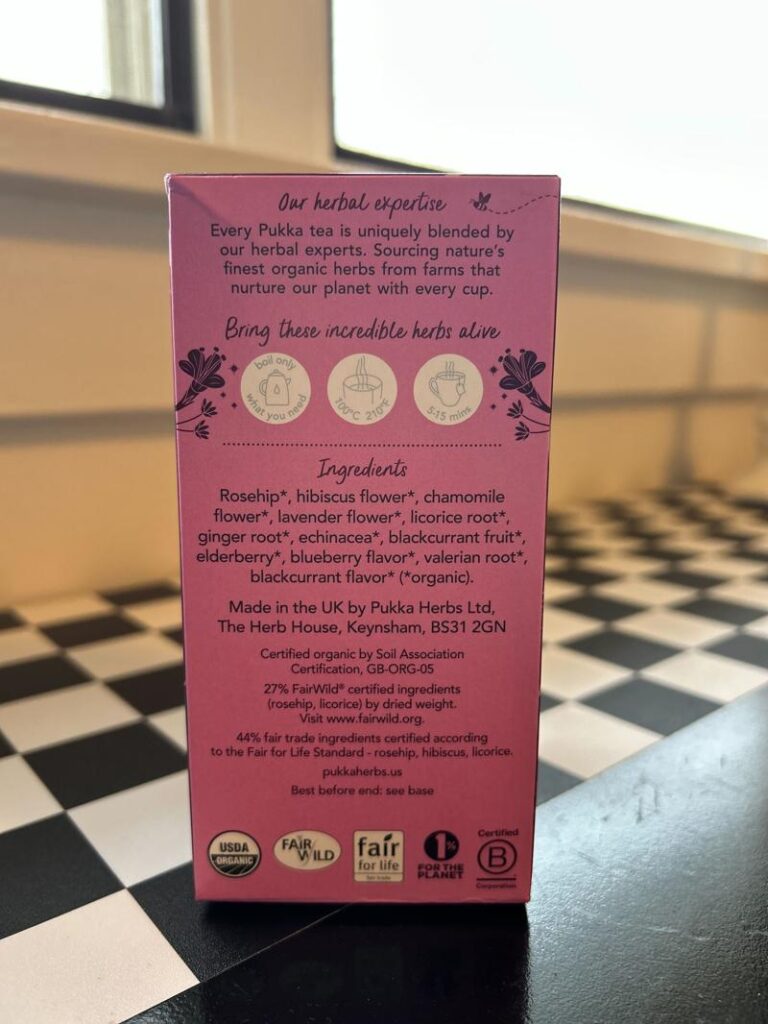 Our herbal expertise
Every Pukka tea is uniquely blended by
our herbal experts. Sourcing nature's
finest organic herbs from farms that
nurture our planet with every cup.
Bring these incredible herbs alive
boil only
what you need
100°C 210°F
5-15 mins
Ingredients
Rosehip*, hibiscus flower*, chamomile
flower*, lavender flower*, licorice root*,
ginger root*, echinacea*, blackcurrant fruit*,
elderberry*, blueberry flavor*, valerian root*,
blackcurrant flavor* (*organic).
Made in the UK by Pukka Herbs Ltd,
The Herb House, Keynsham, BS31 2GN
Certified organic by Soil Association
Certification, GB-ORG-05
27% FairWild® certified ingredients
(rosehip, licorice) by dried weight.
Visit www.fairwild.org.
44% fair trade ingredients certified according
to the Fair for Life Standard - rosehip, hibiscus, licorice.
pukkaherbs.us
Best before end: see base
USDA
ORGANIC
FAIR
WILD
fair
for life
fair trade
1%
FOR THE
PLANET
Certified
B
Corporation